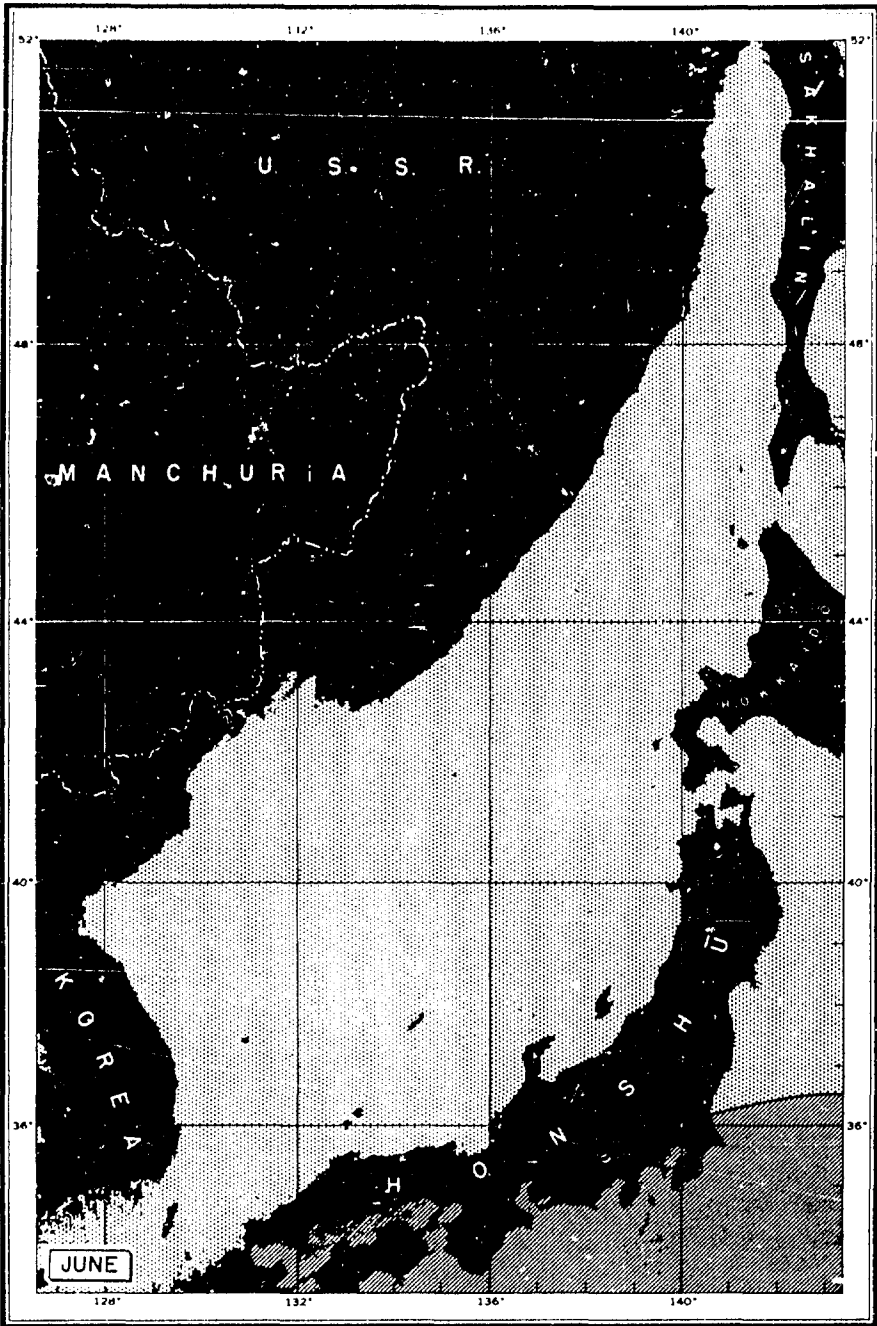 128° 132° 136° 140°
52° 52°
SAKHALIN
U. S. S. R.
48° 48°
MANCHURIA
44° 44°
HOKKAIDO
40° 40°
KOREA
HONSHU
36° 36°
JUNE
128° 132° 136° 140°